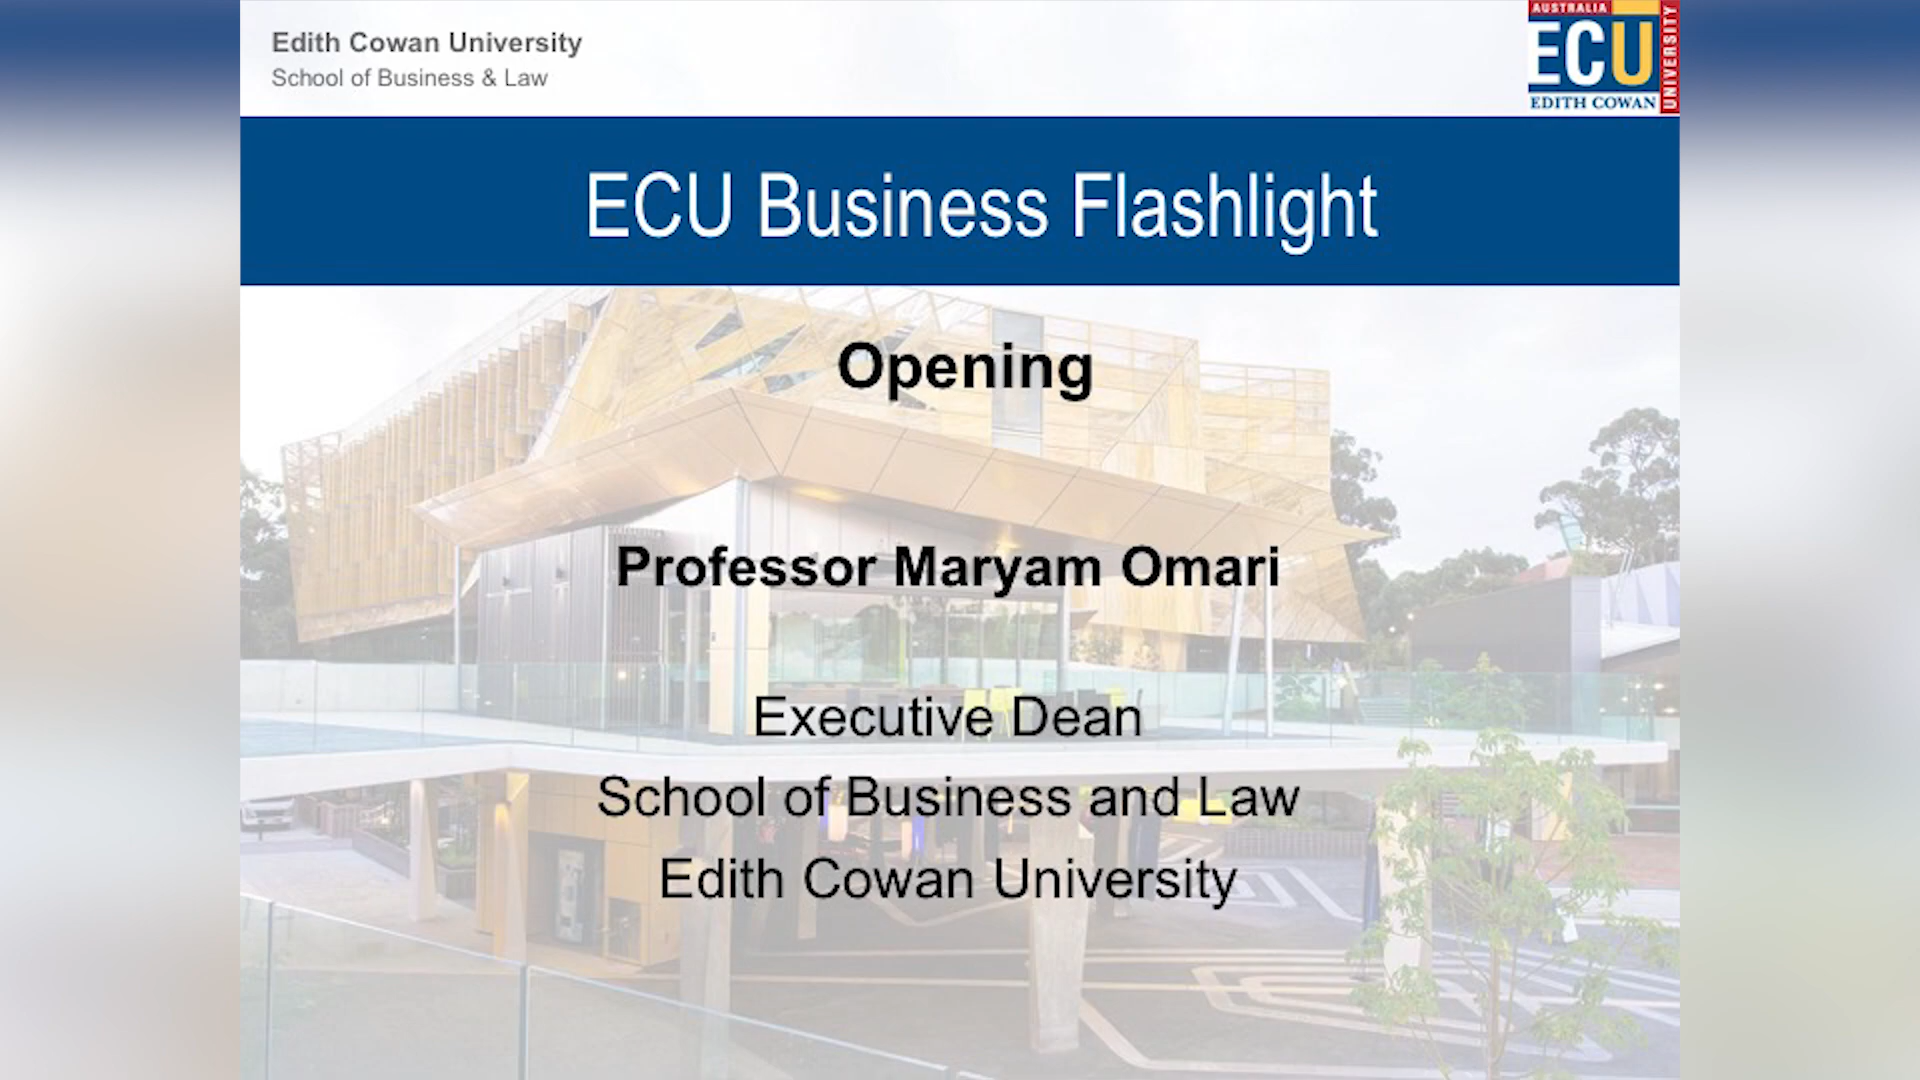 Edith Cowan University
School of Business & Law
AUSTRALIA
ECU
EDITH COWAN
UNIVERSITY
ECU Business Flashlight
Opening
Professor Maryam Omari
Executive Dean
School of Business and Law
Edith Cowan University